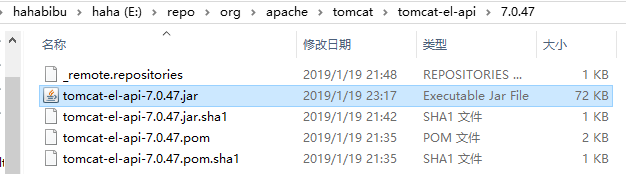 hahabibu > haha (E:) > repo > org > apache > tomcat > tomcat-el-api > 7.0.47
名称 修改日期 类型 大小
_remote.repositories 2019/1/19 21:48 REPOSITORIES ... 1 KB
tomcat-el-api-7.0.47.jar 2019/1/19 23:17 Executable Jar File 72 KB
tomcat-el-api-7.0.47.jar.sha1 2019/1/19 21:42 SHA1 文件 1 KB
tomcat-el-api-7.0.47.pom 2019/1/19 21:35 POM 文件 2 KB
tomcat-el-api-7.0.47.pom.sha1 2019/1/19 21:35 SHA1 文件 1 KB